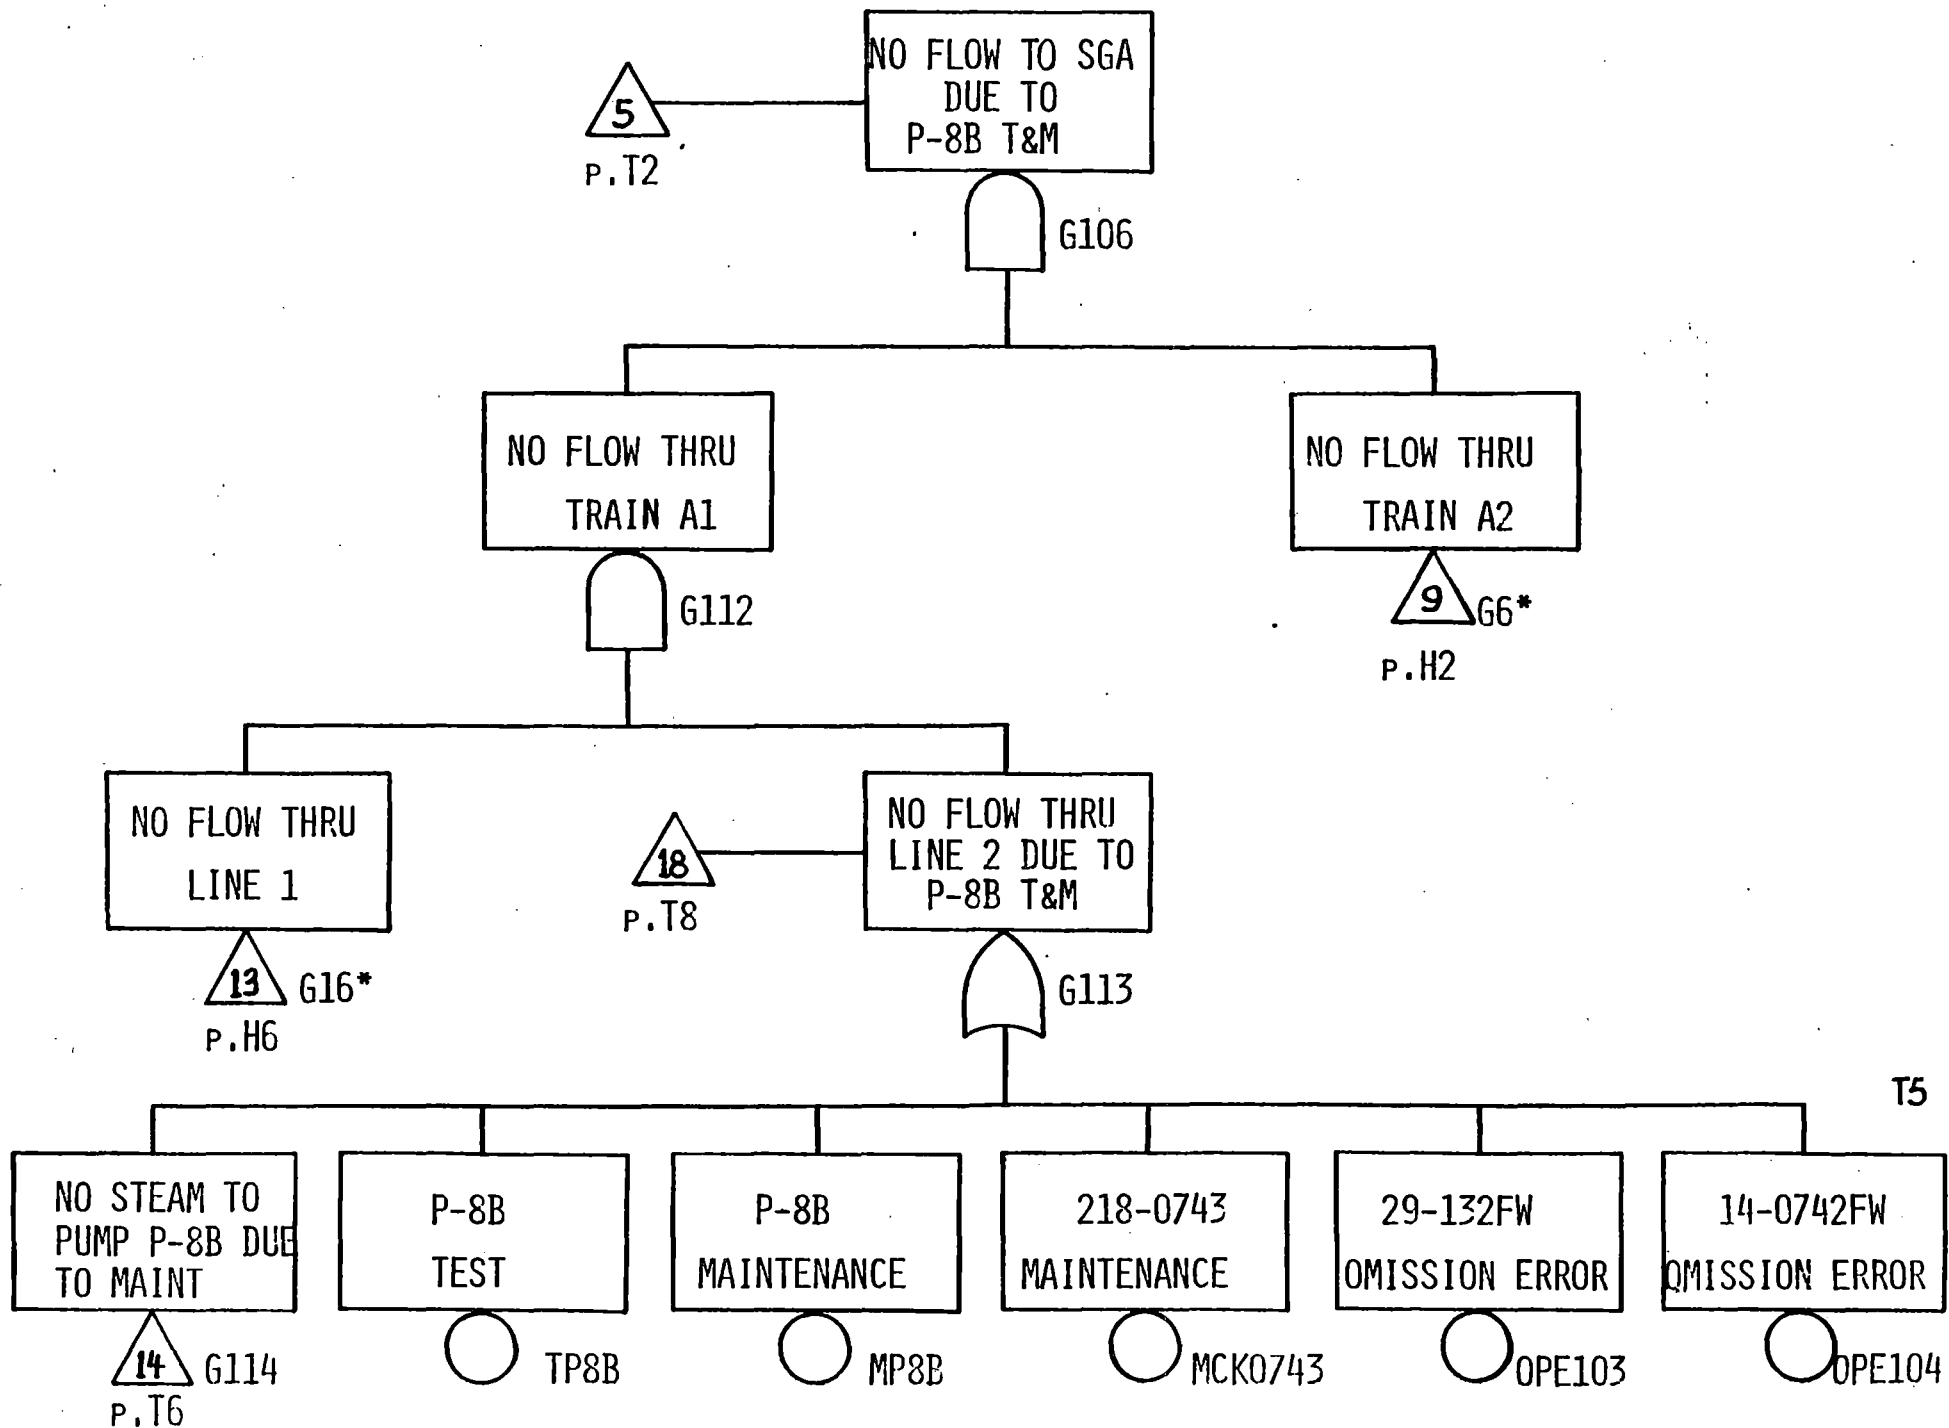 NO FLOW TO SGA
DUE TO
P-8B T&M
5
P.T2
G106
NO FLOW THRU
TRAIN A1
NO FLOW THRU
TRAIN A2
G112
9
G6*
P.H2
NO FLOW THRU
LINE 1
18
P.T8
NO FLOW THRU
LINE 2 DUE TO
P-8B T&M
13
G16*
P.H6
G113
T5
NO STEAM TO
PUMP P-8B DUE
TO MAINT
P-8B
TEST
P-8B
MAINTENANCE
218-0743
MAINTENANCE
29-132FW
OMISSION ERROR
14-0742FW
OMISSION ERROR
14
G114
P.T6
TP8B
MP8B
MCK0743
OPE103
OPE104